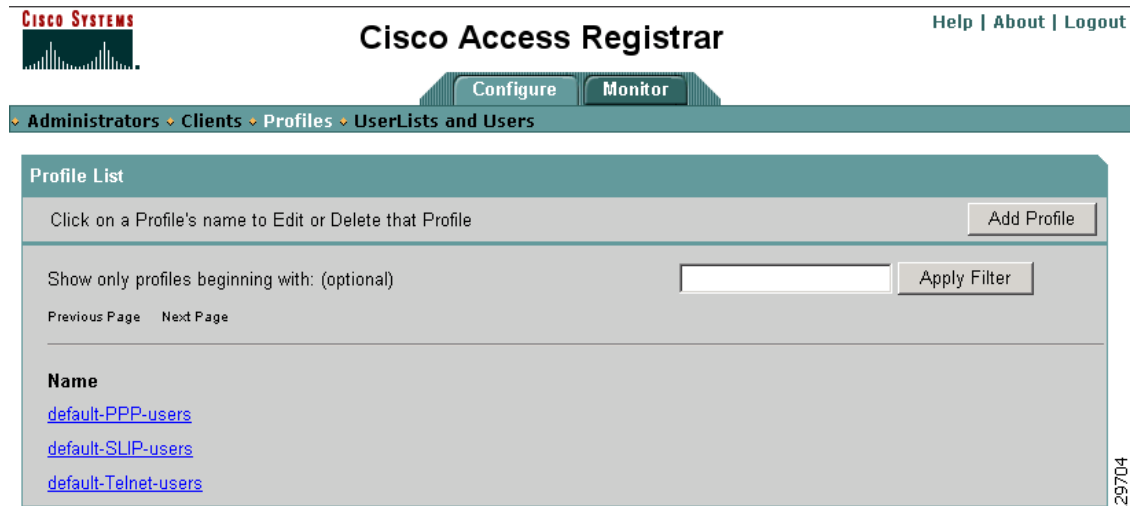 CISCO SYSTEMS
Cisco Access Registrar
Help | About | Logout
Configure Monitor
Administrators Clients Profiles UserLists and Users
Profile List
Click on a Profile's name to Edit or Delete that Profile
Add Profile
Show only profiles beginning with: (optional)
Apply Filter
Previous Page Next Page
Name
default-PPP-users
default-SLIP-users
default-Telnet-users
29704